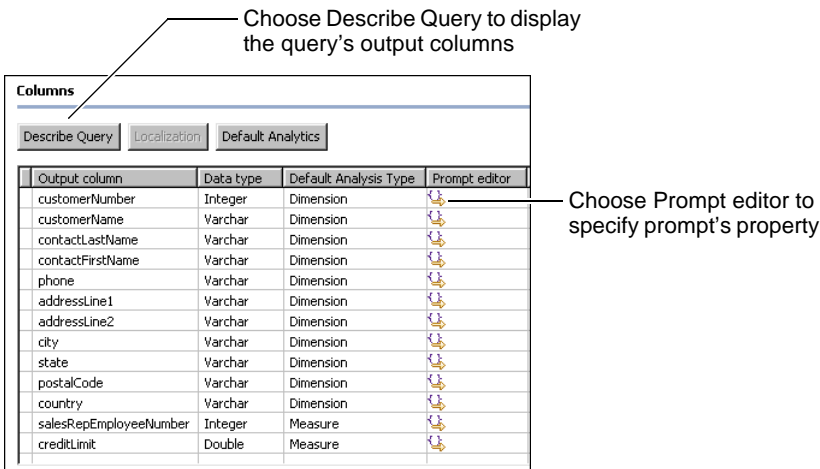 Choose Describe Query to display
the query's output columns
Columns
Describe Query Localization Default Analytics
Output column Data type Default Analysis Type Prompt editor
customerNumber Integer Dimension
Choose Prompt editor to
specify prompt's property
customerName Varchar Dimension
contactLastName Varchar Dimension
contactFirstName Varchar Dimension
phone Varchar Dimension
addressLine1 Varchar Dimension
addressLine2 Varchar Dimension
city Varchar Dimension
state Varchar Dimension
postalCode Varchar Dimension
country Varchar Dimension
salesRepEmployeeNumber Integer Measure
creditLimit Double Measure